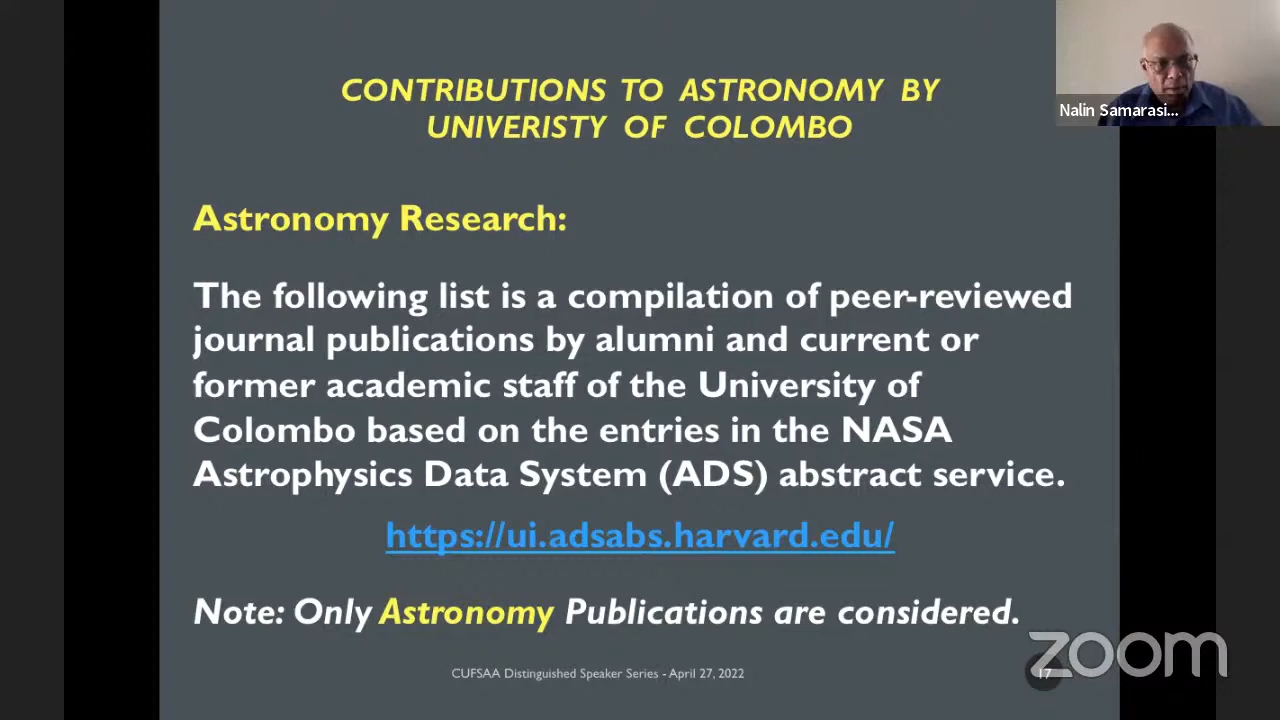 CONTRIBUTIONS TO ASTRONOMY BY
UNIVERISTY OF COLOMBO
Nalin Samarasi...
Astronomy Research:
The following list is a compilation of peer-reviewed
journal publications by alumni and current or
former academic staff of the University of
Colombo based on the entries in the NASA
Astrophysics Data System (ADS) abstract service.
https://ui.adsabs.harvard.edu/
Note: Only Astronomy Publications are considered.
CUFSAA Distinguished Speaker Series - April 27, 2022
17
zoom